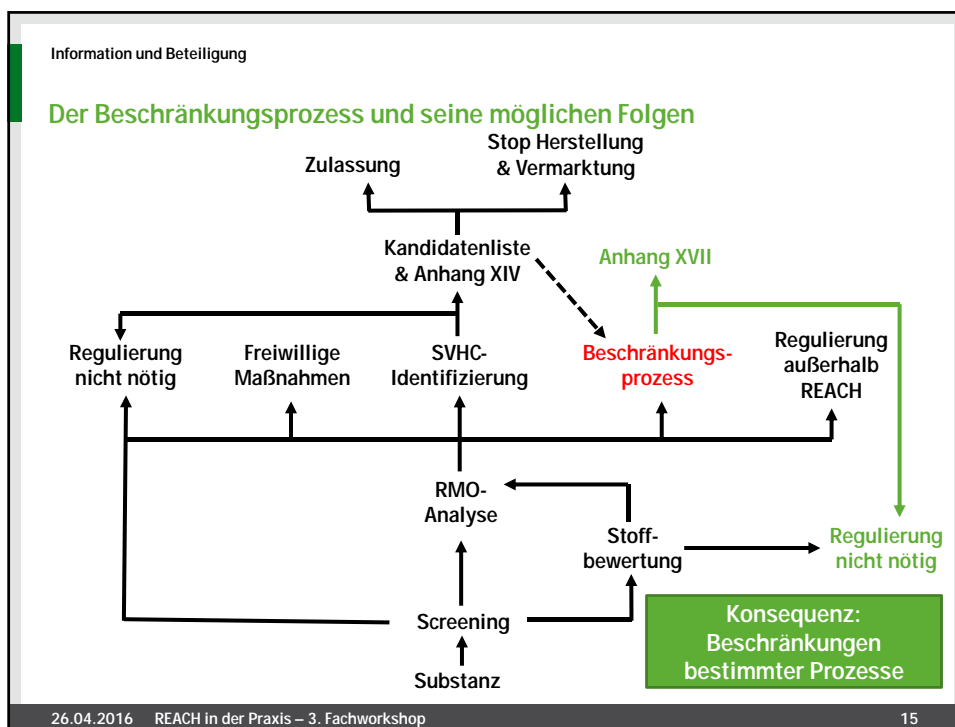 Information und Beteiligung
Der Beschränkungsprozess und seine möglichen Folgen
Stop Herstellung
& Vermarktung
Zulassung
Kandidatenliste
& Anhang XIV
Anhang XVII
Regulierung
nicht nötig
Freiwillige
Maßnahmen
SVHC-
Identifizierung
Beschränkungs-
prozess
Regulierung
außerhalb
REACH
RMO-
Analyse
Stoff-
bewertung
Regulierung
nicht nötig
Screening
Substanz
Konsequenz:
Beschränkungen
bestimmter Prozesse
26.04.2016 REACH in der Praxis – 3. Fachworkshop 15